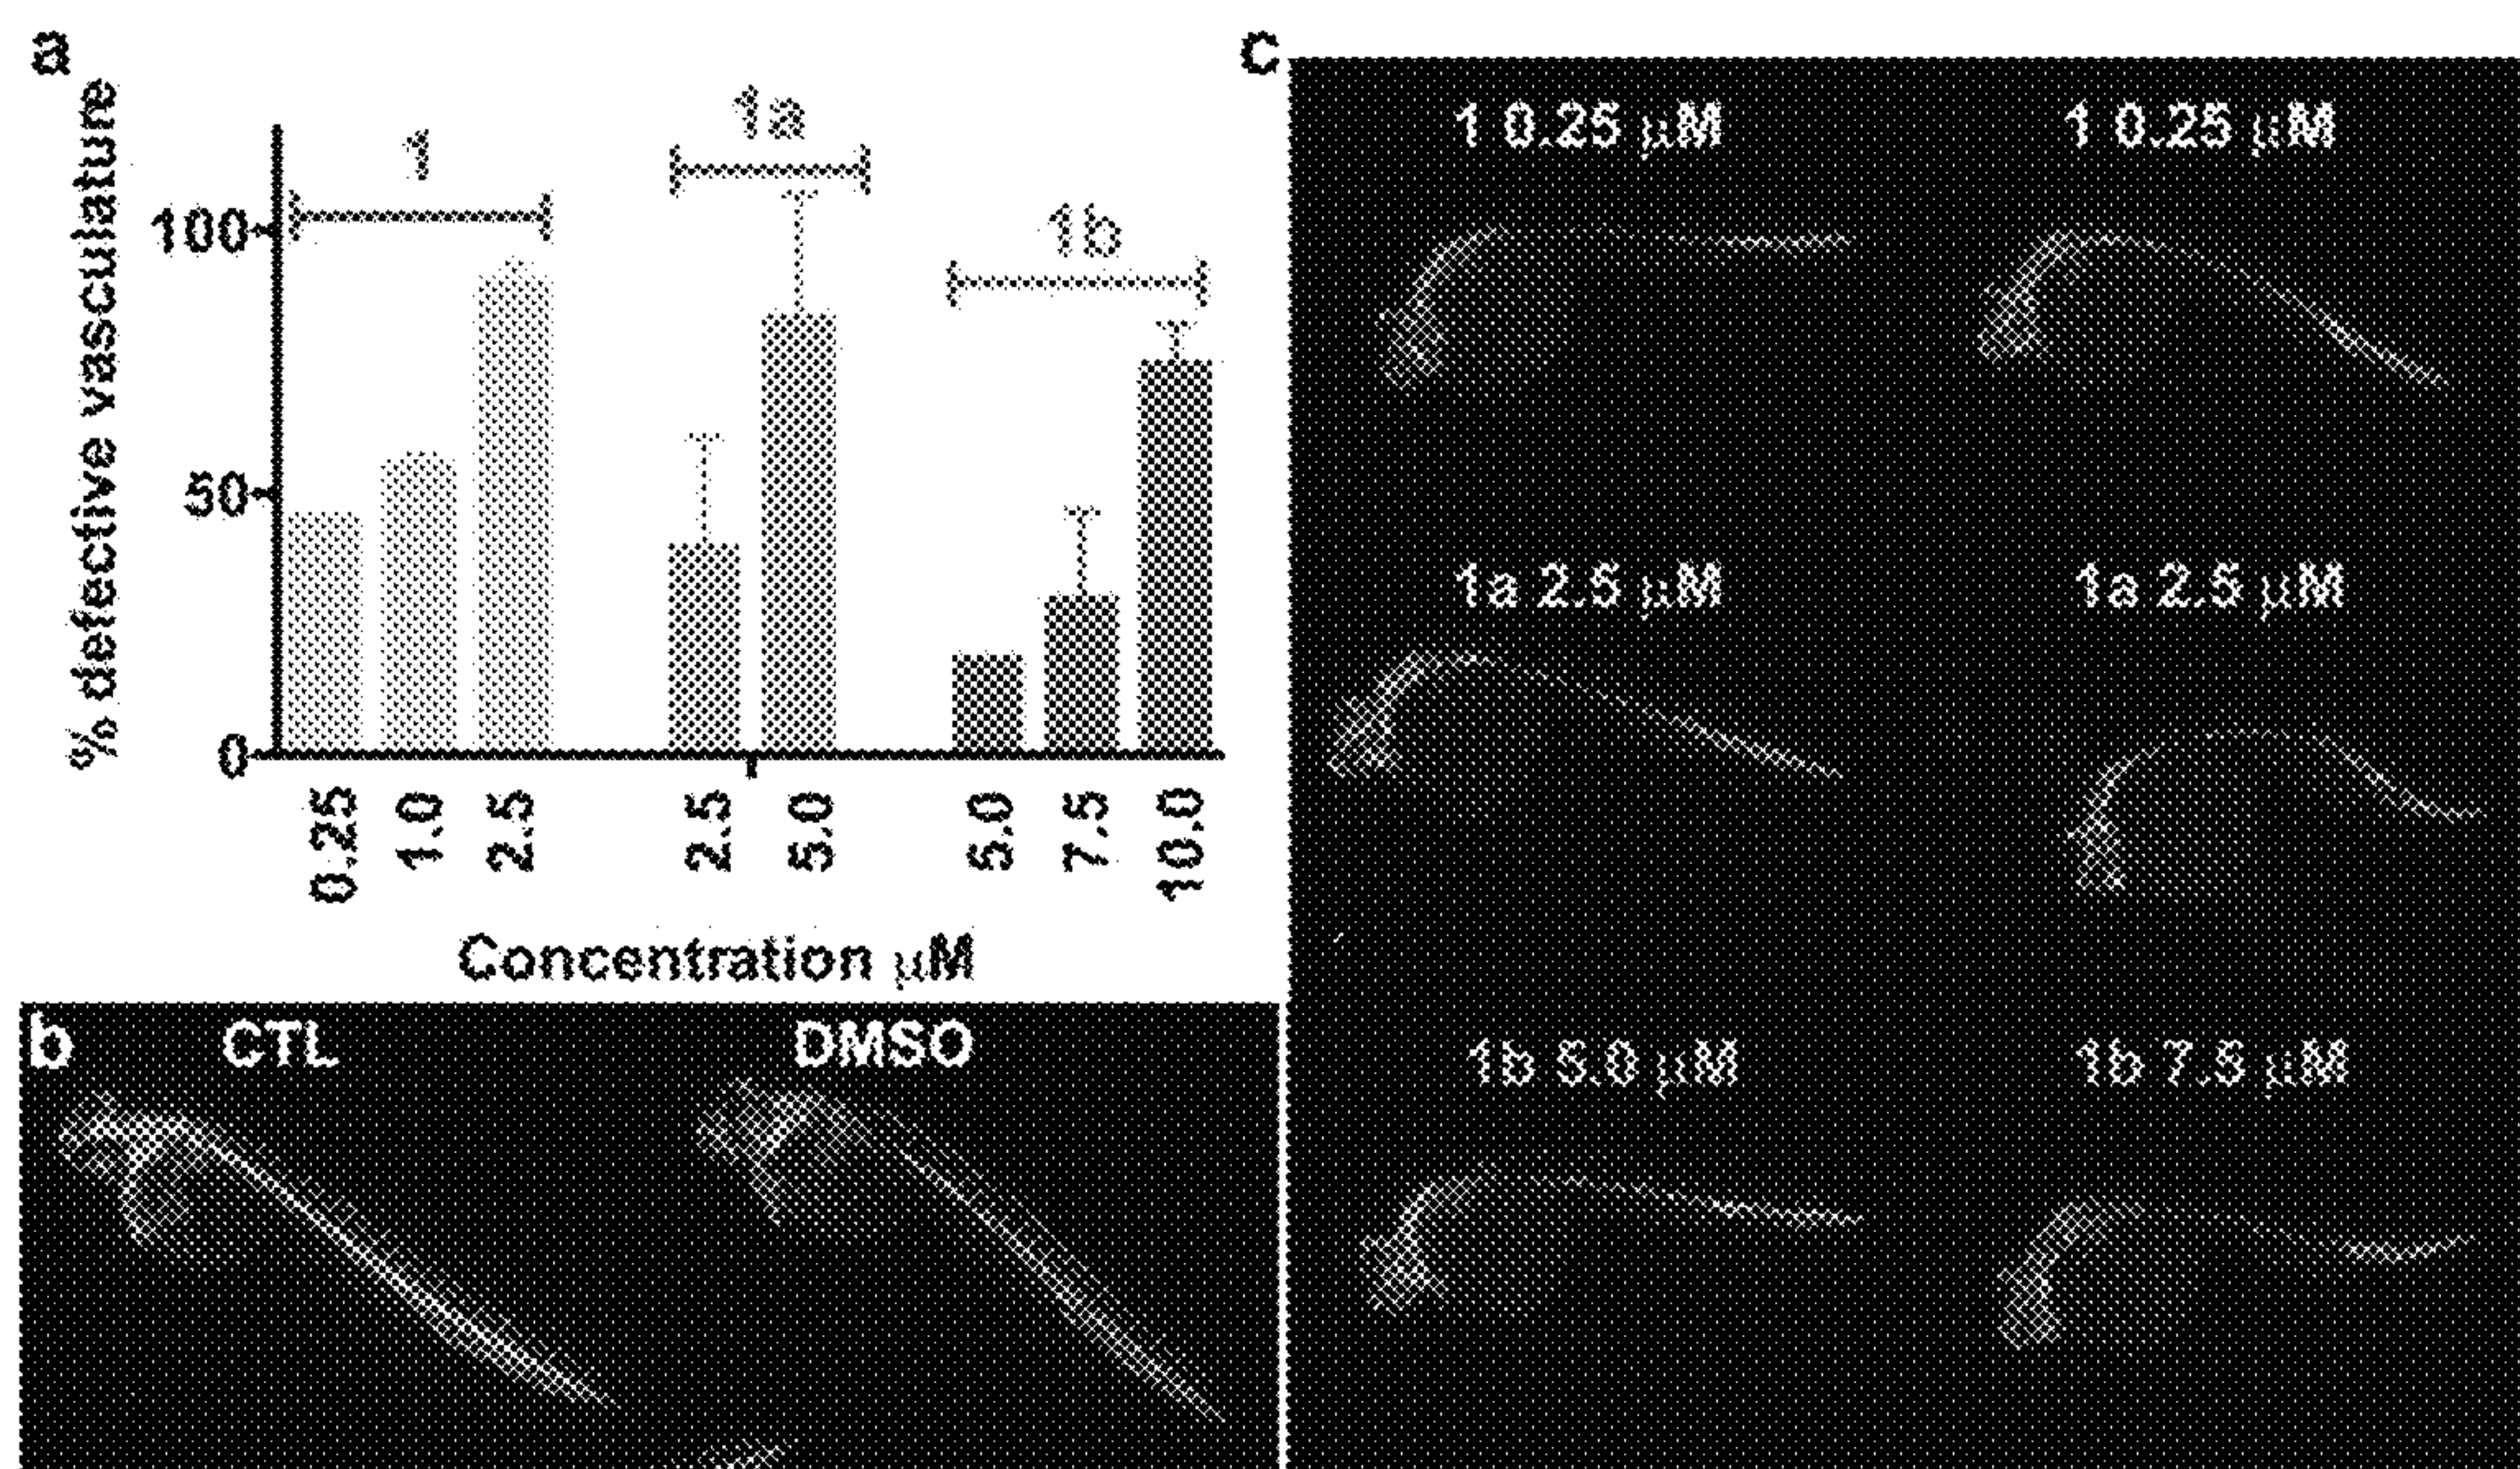 a
% defective vasculature
100
50
0
1
1a
1b
0.25
1.0
2.5
2.5
5.0
5.0
7.5
10.0
Concentration μM
b
CTL
DMSO
c
1 0.25 μM
1 0.25 μM
1a 2.5 μM
1a 2.5 μM
1b 5.0 μM
1b 7.5 μM